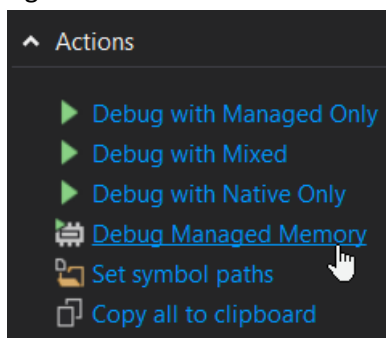 Actions
Debug with Managed Only
Debug with Mixed
Debug with Native Only
Debug Managed Memory
Set symbol paths
Copy all to clipboard